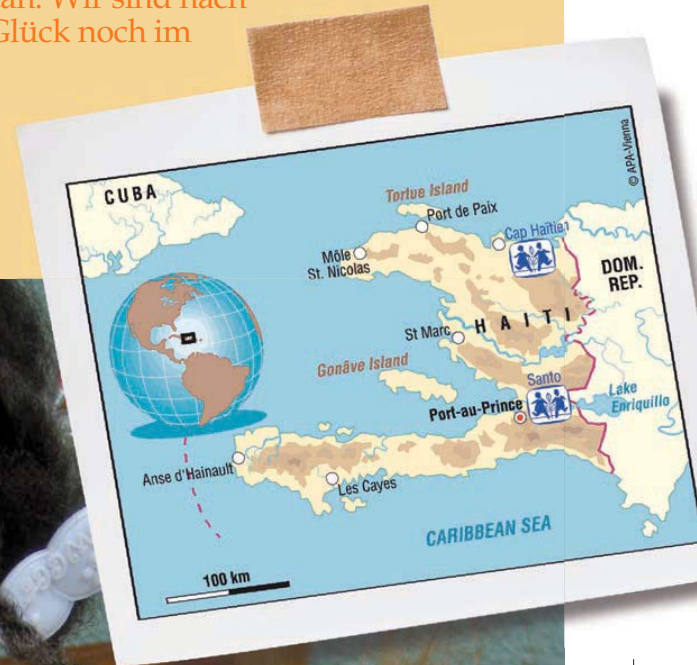 an. Wir sind nach
Glück noch im
© APA-Vienna
CUBA
Tortue Island
Port de Paix
Cap Haïtien
Môle
St. Nicolas
DOM.
REP.
St Marc
HAITI
Gonâve Island
Santo
Port-au-Prince
Lake
Enriquillo
Anse d'Hainault
Les Cayes
CARIBBEAN SEA
100 km